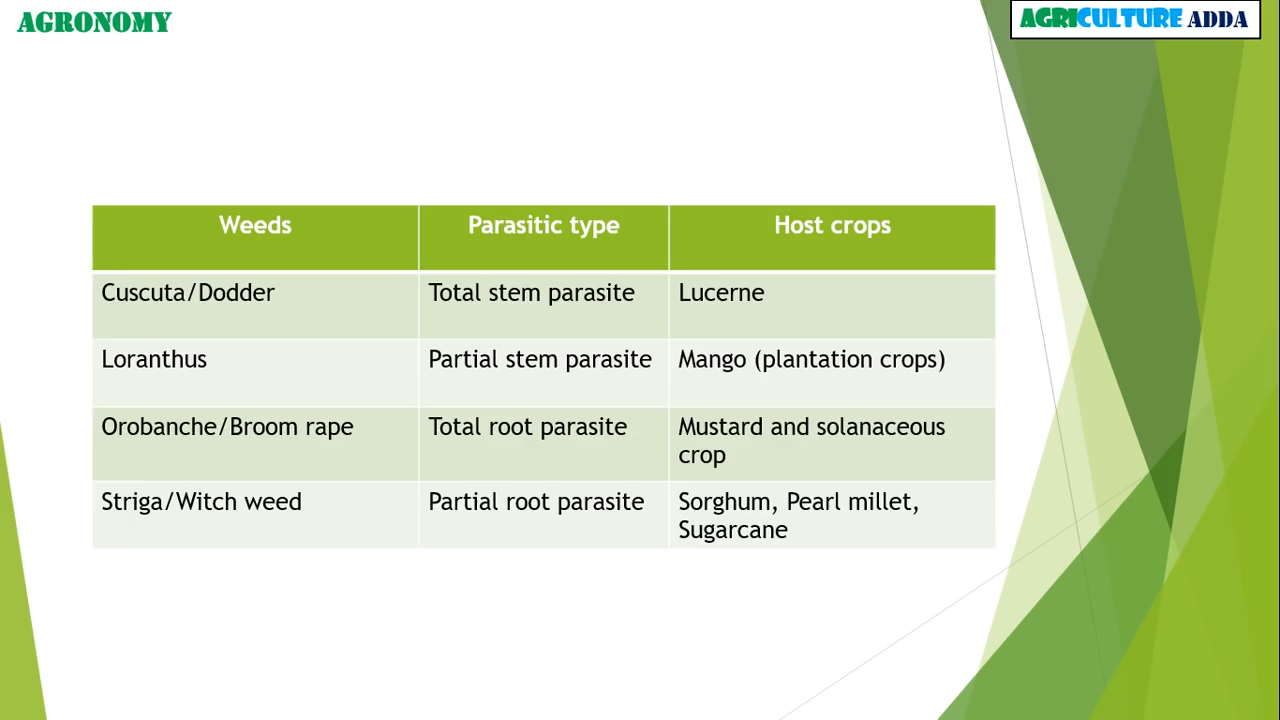 AGRONOMY
AGRICULTURE ADDA
Weeds
Parasitic type
Host crops
Cuscuta/Dodder
Total stem parasite
Lucerne
Loranthus
Partial stem parasite
Mango (plantation crops)
Orobanche/Broom rape
Total root parasite
Mustard and solanaceous
crop
Striga/Witch weed
Partial root parasite
Sorghum, Pearl millet,
Sugarcane